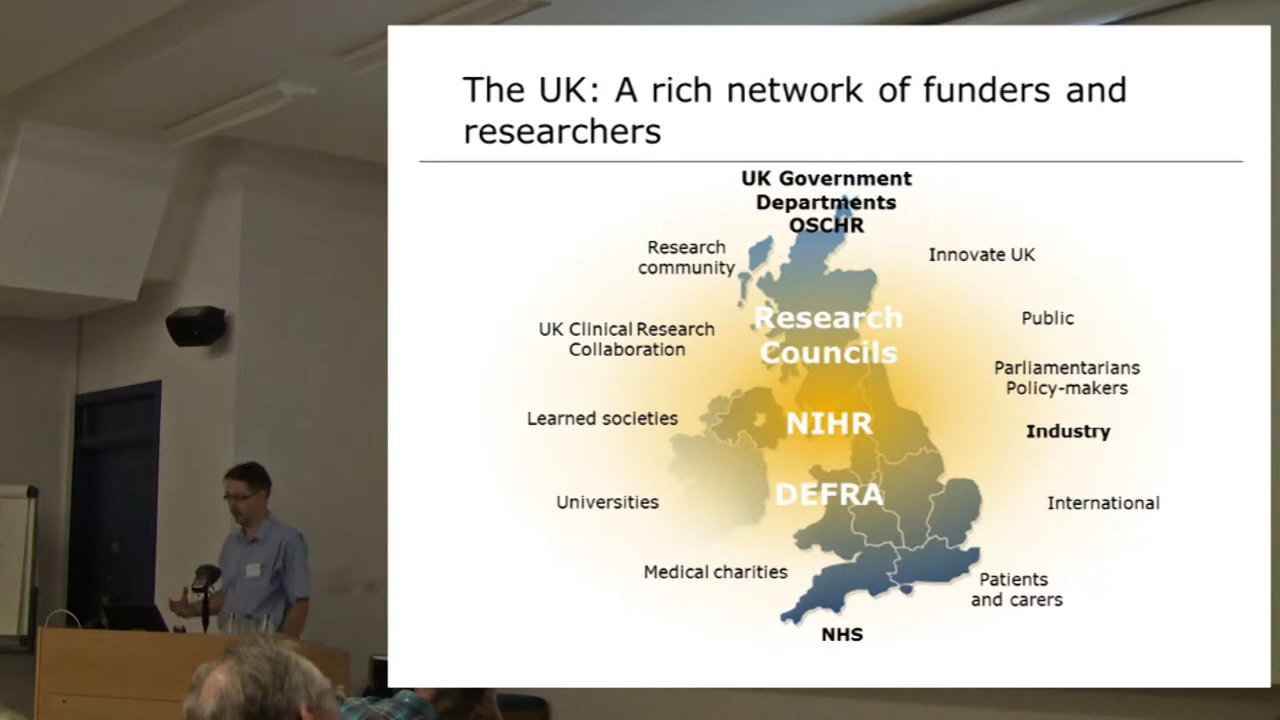 The UK: A rich network of funders and
researchers
UK Government
Departments
OSCHR
Research
community
Innovate UK
UK Clinical Research
Collaboration
Research
Councils
Public
Parliamentarians
Policy-makers
Learned societies
NIHR
Industry
Universities
DEFRA
International
Medical charities
Patients
and carers
NHS